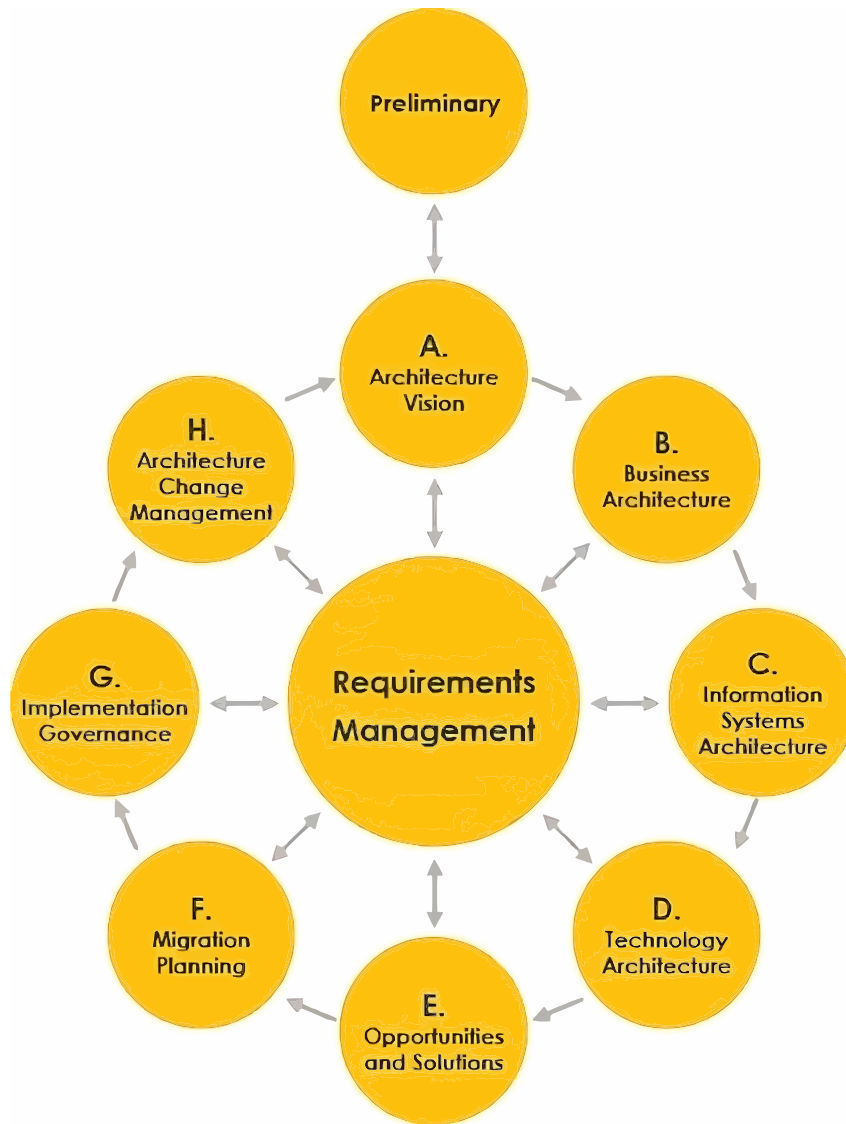 Preliminary
A.
Architecture
Vision
B.
Business
Architecture
C.
Information
Systems
Architecture
D.
Technology
Architecture
E.
Opportunities
and Solutions
F.
Migration
Planning
G.
Implementation
Governance
H.
Architecture
Change
Management
Requirements
Management